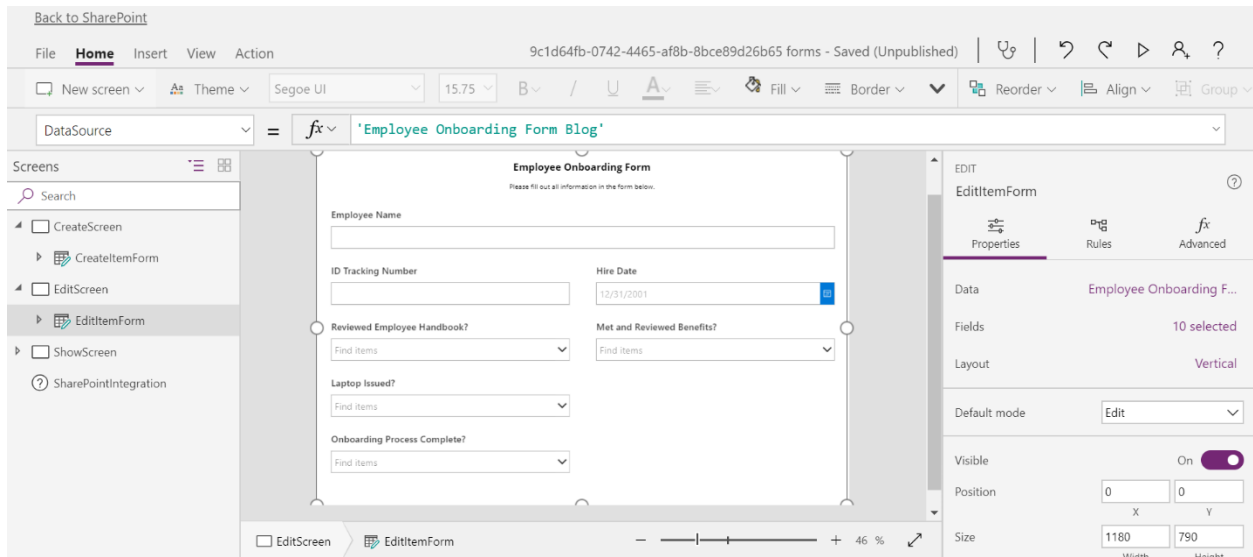 Back to SharePoint
File Home Insert View Action 9c1d64fb-0742-4465-af8b-8bce89d26b65 forms - Saved (Unpublished) ?
New screen Aa Theme Segoe UI 15.75 B / U A Fill Border Reorder Align Group
DataSource = fx 'Employee Onboarding Form Blog'
Screens
Search
CreateScreen
CreateItemForm
EditScreen
EditItemForm
ShowScreen
? SharePointIntegration
Employee Onboarding Form
Please fill out all information in the form below.
Employee Name
ID Tracking Number Hire Date
12/31/2001
Reviewed Employee Handbook? Met and Reviewed Benefits?
Find items Find items
Laptop Issued?
Find items
Onboarding Process Complete?
Find items
EditScreen EditItemForm − + 46 %
EDIT
EditItemForm ?
fx
Properties Rules Advanced
Data Employee Onboarding F...
Fields 10 selected
Layout Vertical
Default mode Edit
Visible On
Position 0 0
X Y
Size 1180 790
Width Height